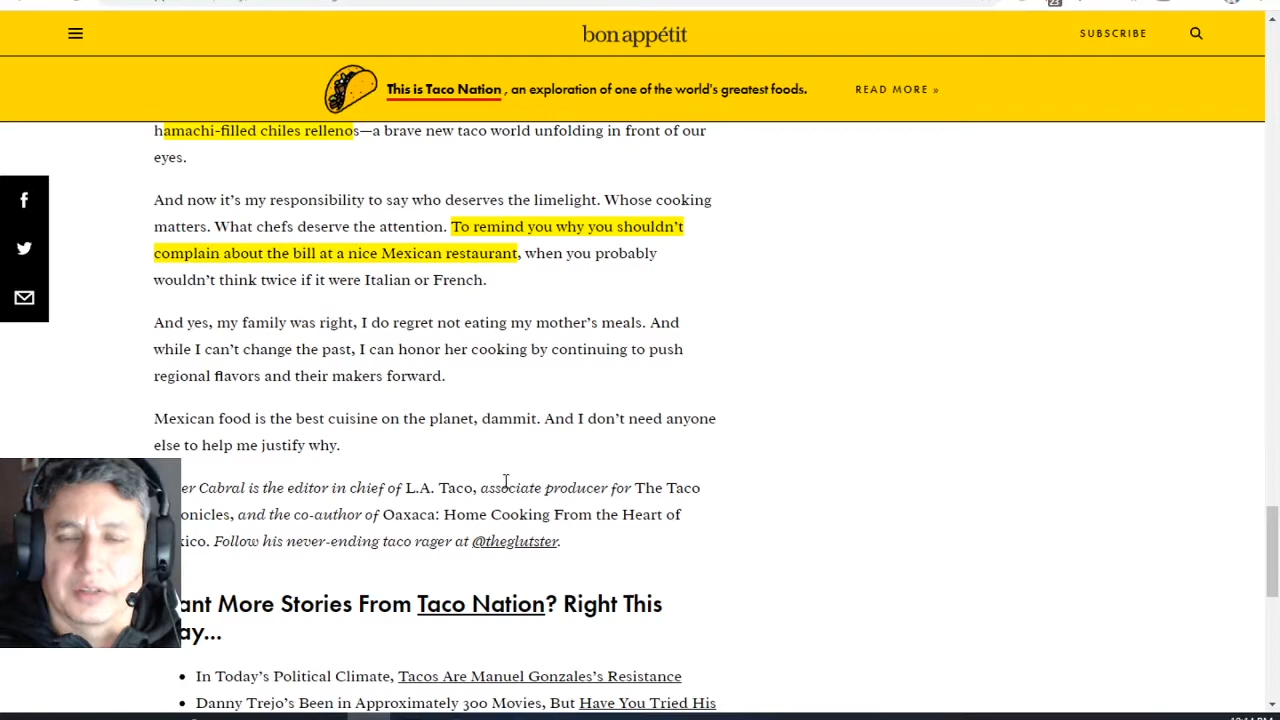 23
bon appétit
SUBSCRIBE
This is Taco Nation , an exploration of one of the world's greatest foods.
READ MORE »
hamachi-filled chiles rellenos—a brave new taco world unfolding in front of our
eyes.
And now it's my responsibility to say who deserves the limelight. Whose cooking
matters. What chefs deserve the attention. To remind you why you shouldn't
complain about the bill at a nice Mexican restaurant, when you probably
wouldn't think twice if it were Italian or French.
And yes, my family was right, I do regret not eating my mother's meals. And
while I can't change the past, I can honor her cooking by continuing to push
regional flavors and their makers forward.
Mexican food is the best cuisine on the planet, dammit. And I don't need anyone
else to help me justify why.
er Cabral is the editor in chief of L.A. Taco, associate producer for The Taco
onicles, and the co-author of Oaxaca: Home Cooking From the Heart of
ico. Follow his never-ending taco rager at @theglutster.
ant More Stories From Taco Nation? Right This
ay...
• In Today's Political Climate, Tacos Are Manuel Gonzales's Resistance
• Danny Trejo's Been in Approximately 300 Movies, But Have You Tried His